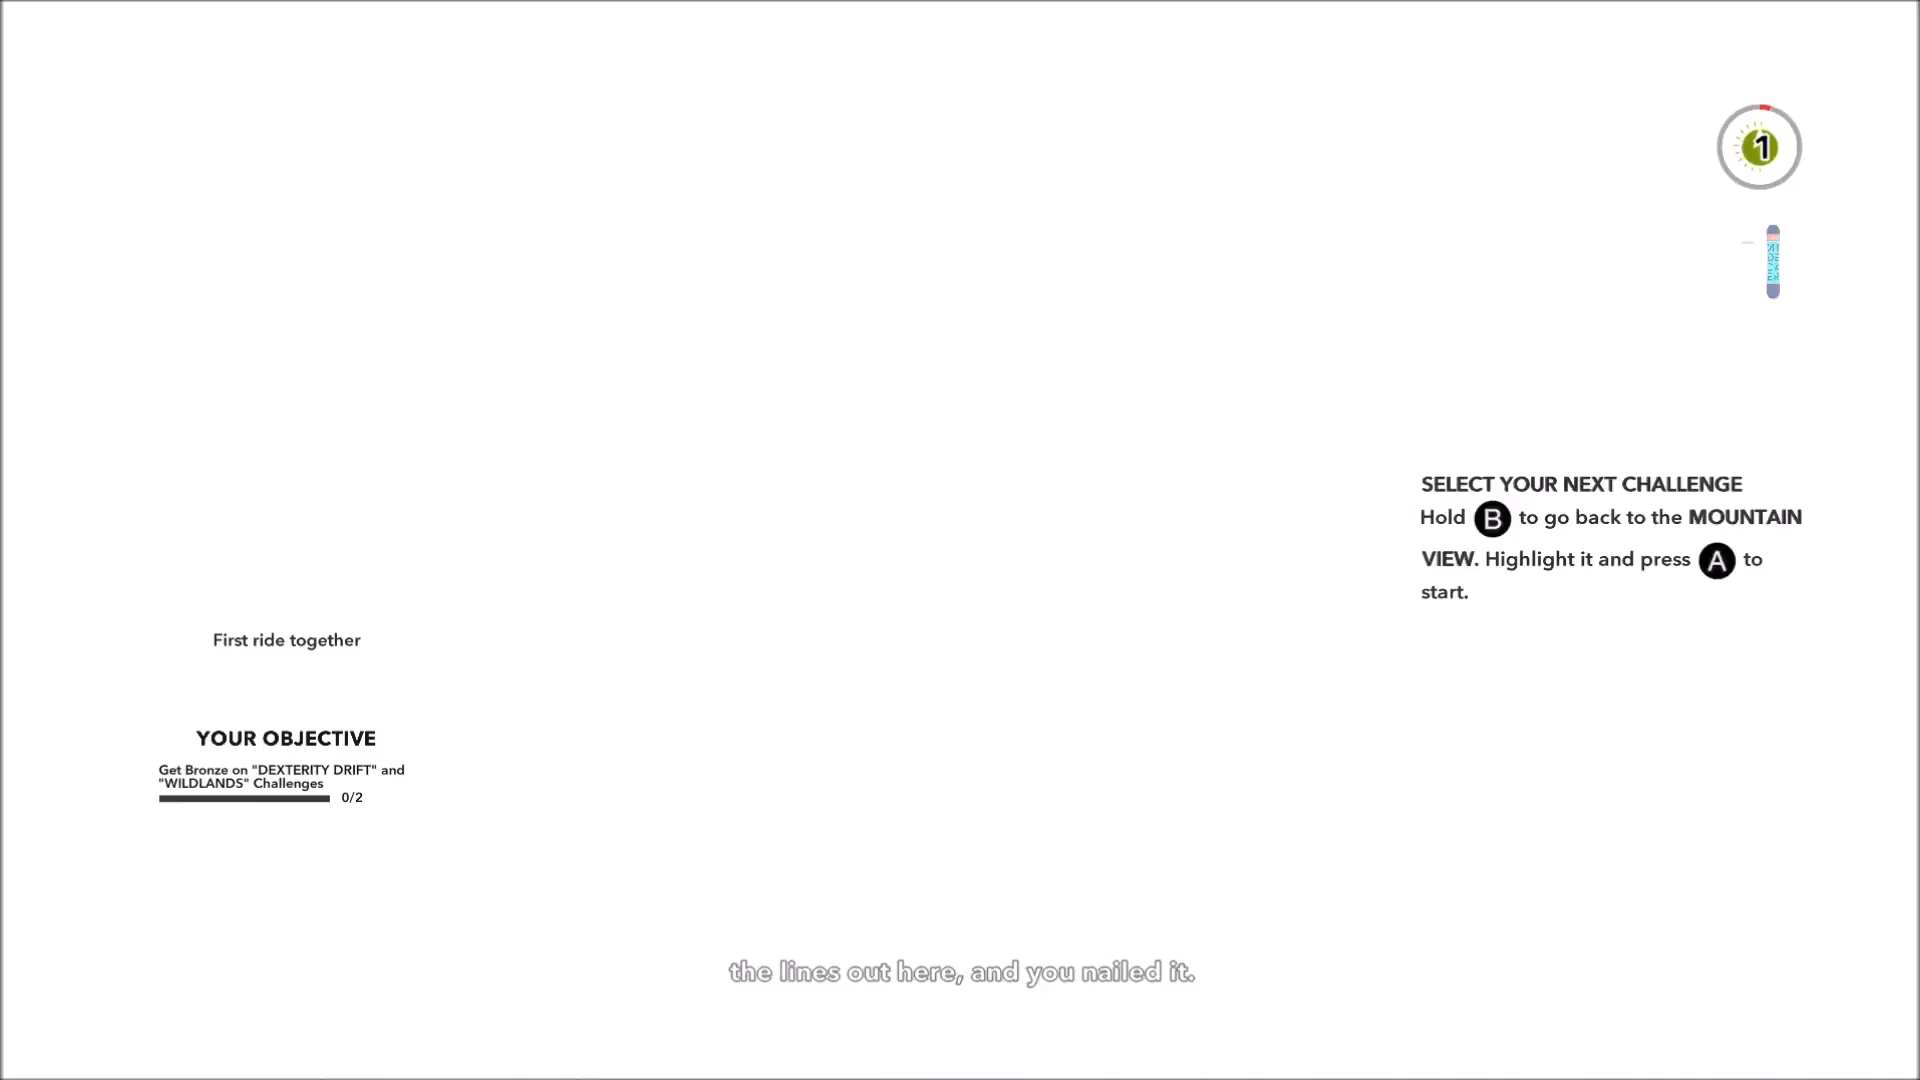 1
SELECT YOUR NEXT CHALLENGE
Hold B to go back to the MOUNTAIN
VIEW. Highlight it and press A to
start.
First ride together
YOUR OBJECTIVE
Get Bronze on "DEXTERITY DRIFT" and
"WILDLANDS" Challenges
0/2
the lines out here, and you nailed it.